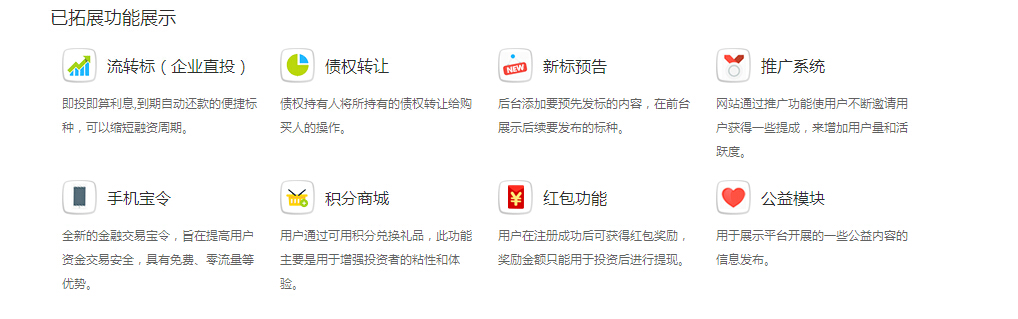 已拓展功能展示
流转标（企业直投）
即投即算利息,到期自动还款的便捷标
种，可以缩短融资周期。
债权转让
债权持有人将所持有的债权转让给购
买人的操作。
NEW
新标预告
后台添加要预先发标的内容，在前台
展示后续要发布的标种。
推广系统
网站通过推广功能使用户不断邀请用
户获得一些提成，来增加用户量和活
跃度。
手机宝令
全新的金融交易宝令，旨在提高用户
资金交易安全，具有免费、零流量等
优势。
积分商城
用户通过可用积分兑换礼品，此功能
主要是用于增强投资者的粘性和体
验。
¥
红包功能
用户在注册成功后可获得红包奖励，
奖励金额只能用于投资后进行提现。
公益模块
用于展示平台开展的一些公益内容的
信息发布。